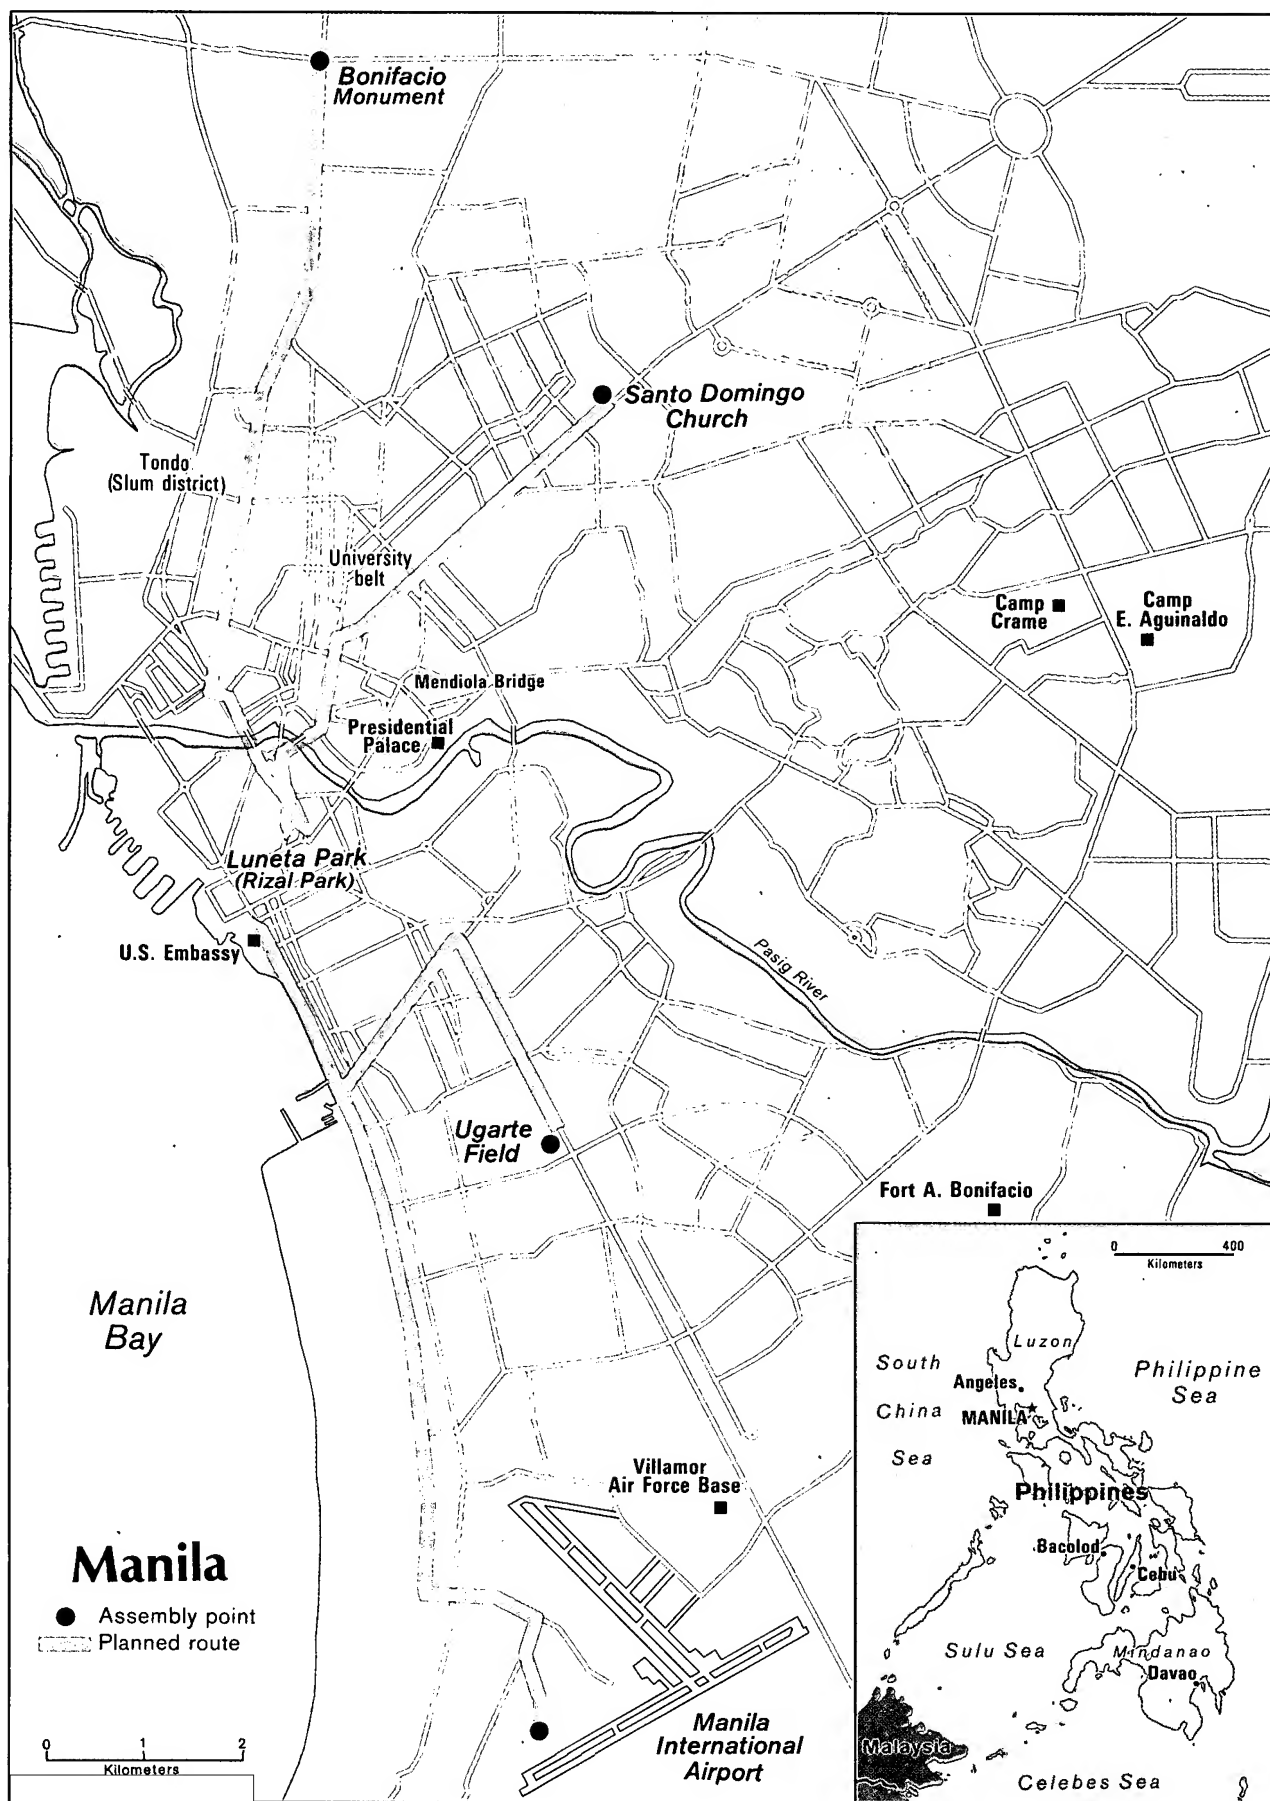 Bonifacio
Monument
Santo Domingo
Church
Tondo
(Slum district)
University
belt
Camp
Crame
Camp
E. Aguinaldo
Mendiola Bridge
Presidential
Palace
Luneta Park
(Rizal Park)
U.S. Embassy
Pasig River
Ugarte
Field
Fort A. Bonifacio
Manila
Bay
Villamor
Air Force Base
Manila
International
Airport
Manila
Assembly point
Planned route
0 1 2
Kilometers
0 400
Kilometers
Luzon
South
China
Sea
Philippine
Sea
Angeles
MANILA
Philippines
Bacolod
Cebu
Sulu Sea
Mindanao
Davao
Malaysia
Celebes Sea